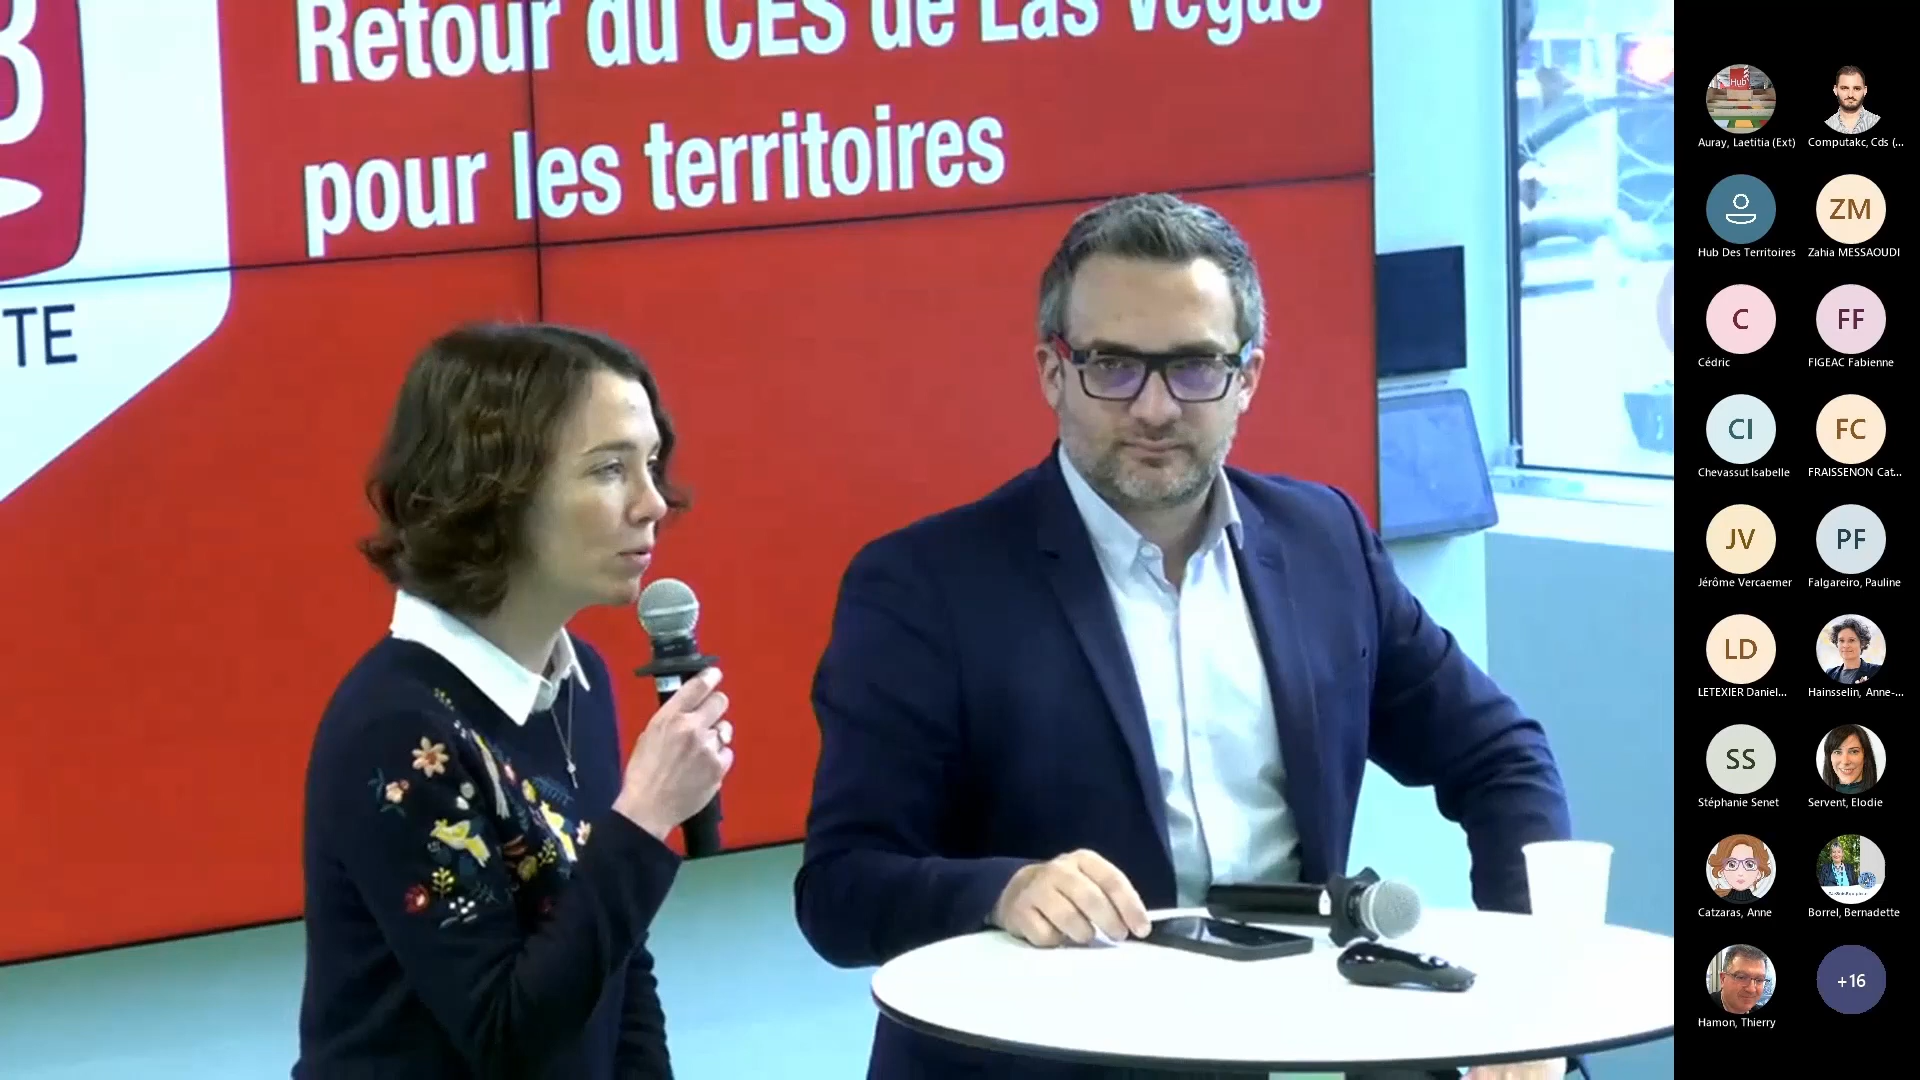 Retour du CES de Las Vegas
pour les territoires
TE
Hub
Auray, Laetitia (Ext)
Computakc, Cds (...
Hub Des Territoires
ZM
Zahia MESSAOUDI
C
Cédric
FF
FIGEAC Fabienne
CI
Chevassut Isabelle
FC
FRAISSENON Cat...
JV
Jérôme Vercaemer
PF
Falgareiro, Pauline
LD
LETEXIER Daniel...
Hainsselin, Anne-...
SS
Stéphanie Senet
Servent, Elodie
Catzaras, Anne
Borrel, Bernadette
Hamon, Thierry
+16